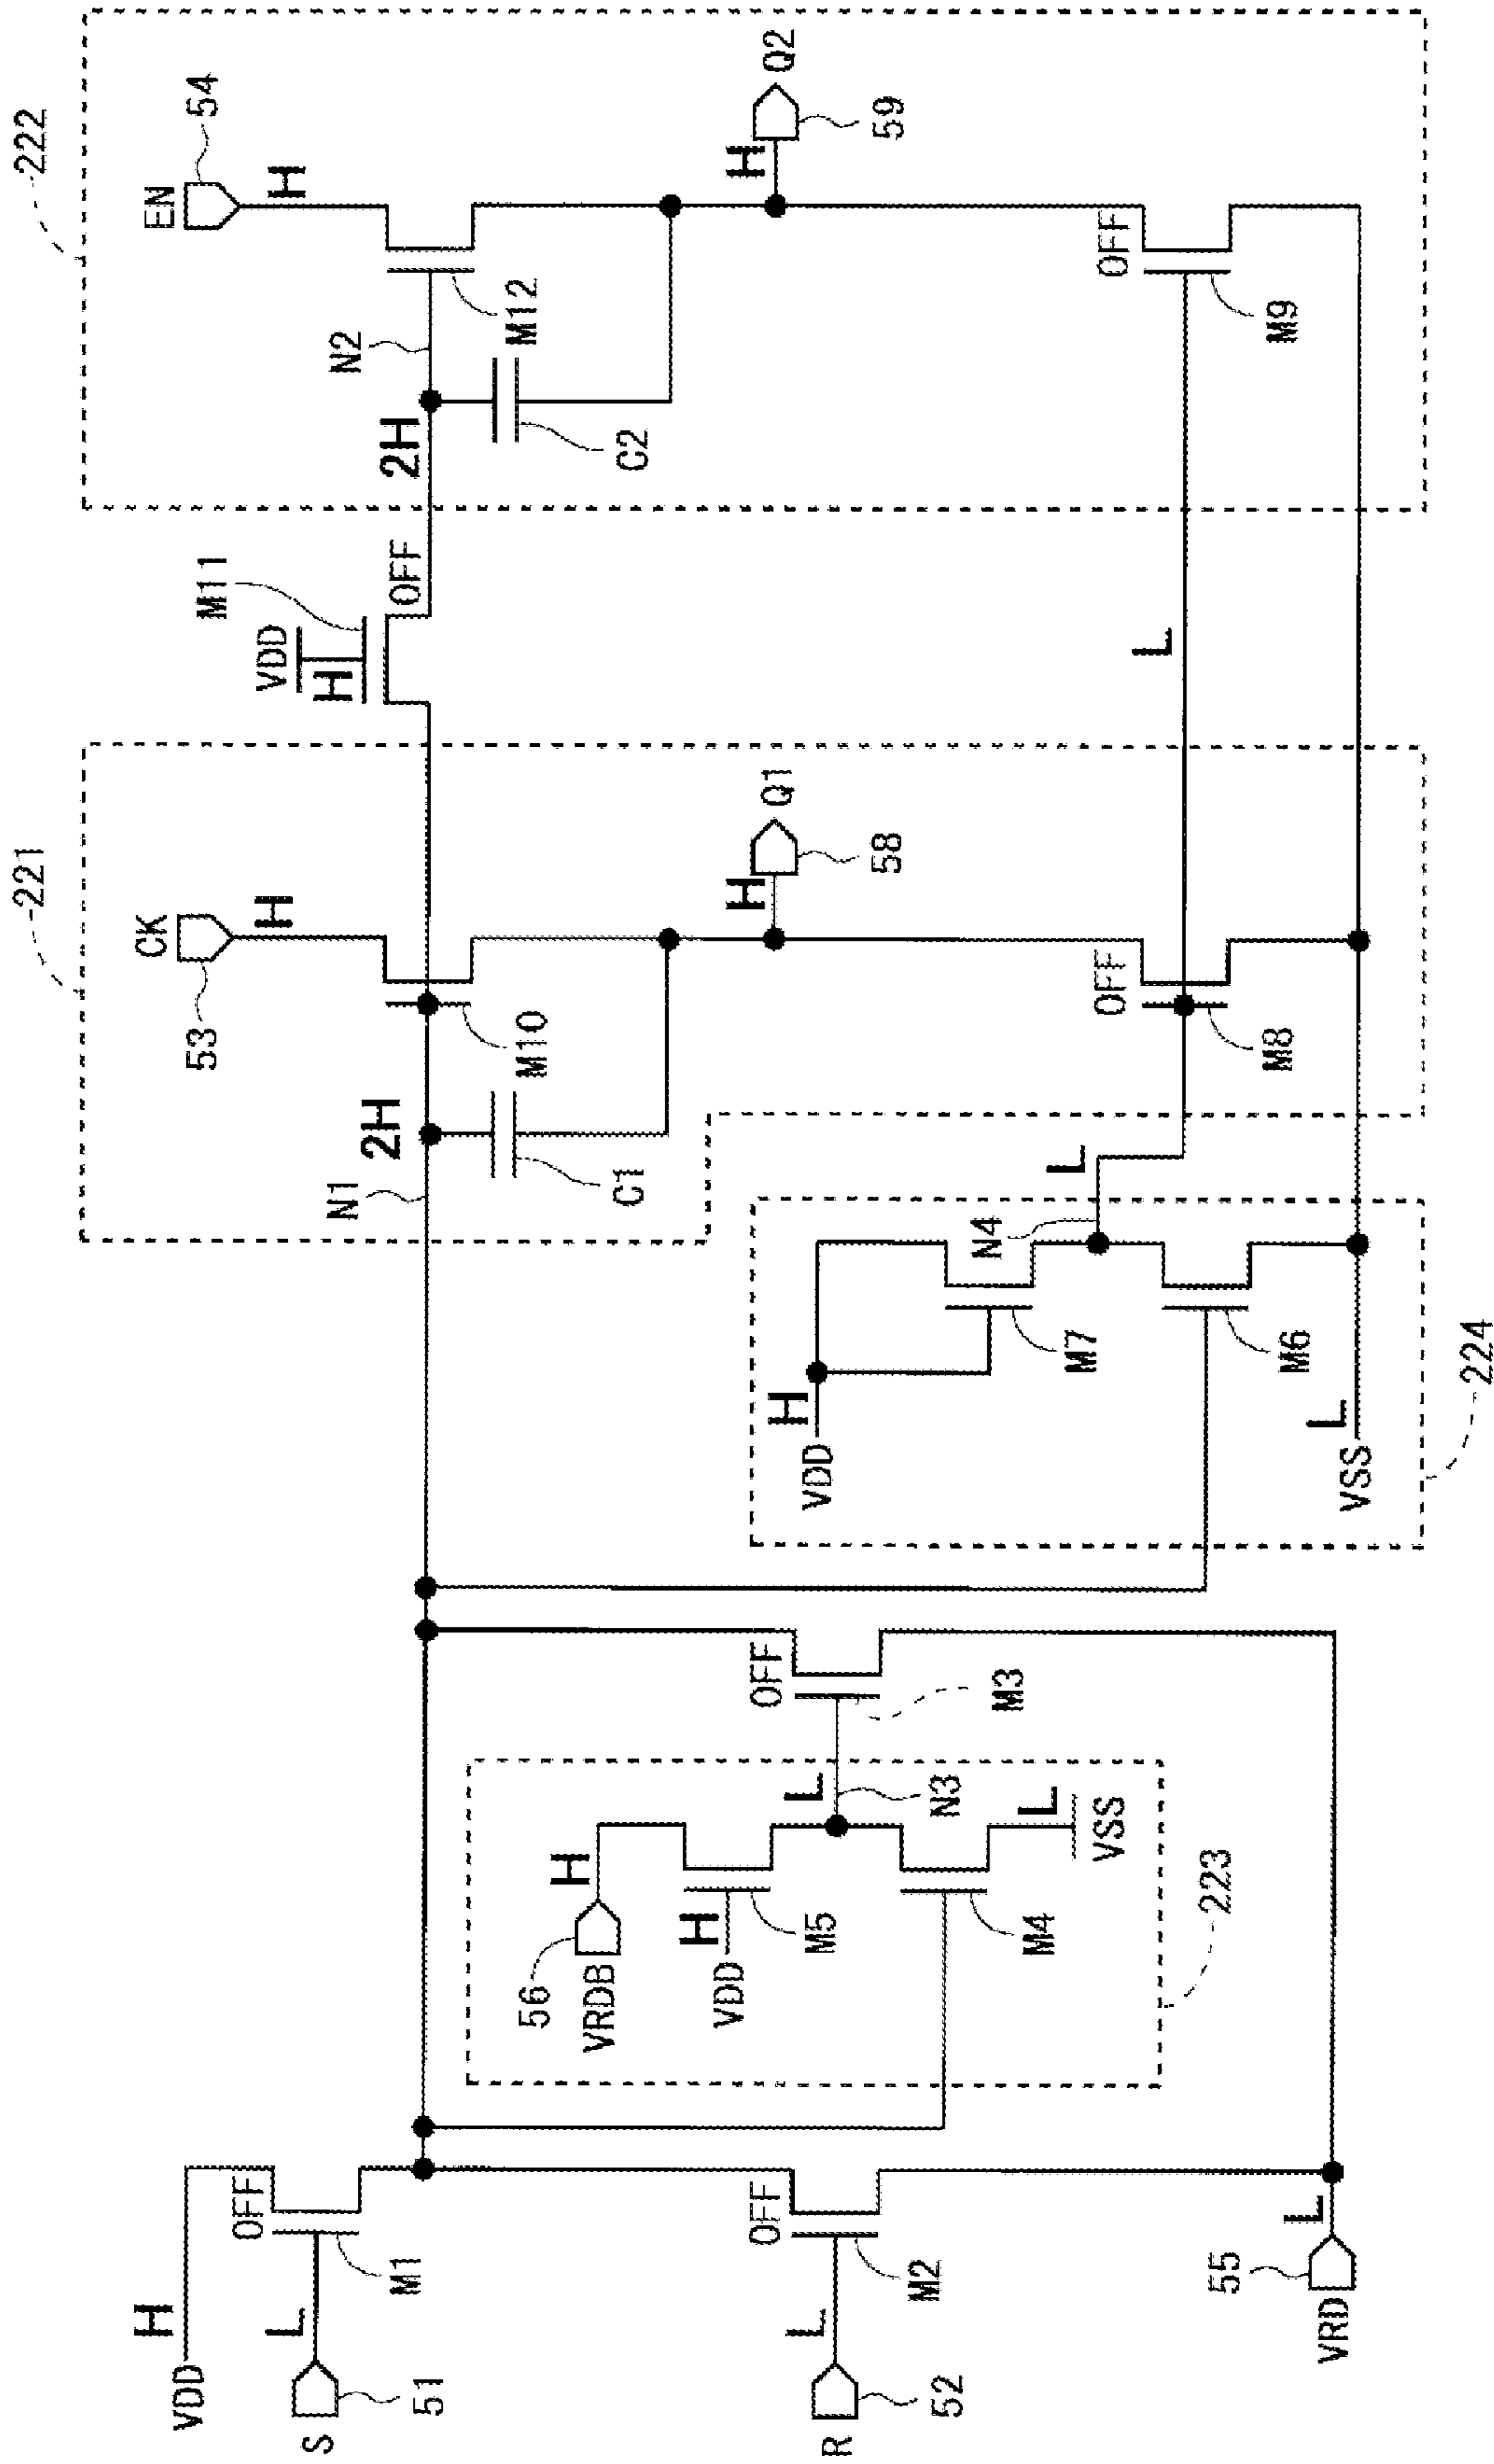 222
54
EN
H
Q2
H
59
M12
N2
2H
C2
OFF
M9
M11
VDD
H
OFF
L
221
CK
53
H
Q1
H
58
M10
2H
N1
C1
OFF
M8
L
N4
M7
M6
H
VDD
L
VSS
224
OFF
M3
L
N3
H
56
VRDB
H
VDD
M5
M4
L
VSS
223
H
VDD
OFF
M1
L
S
51
OFF
M2
L
R
52
L
55
VRD